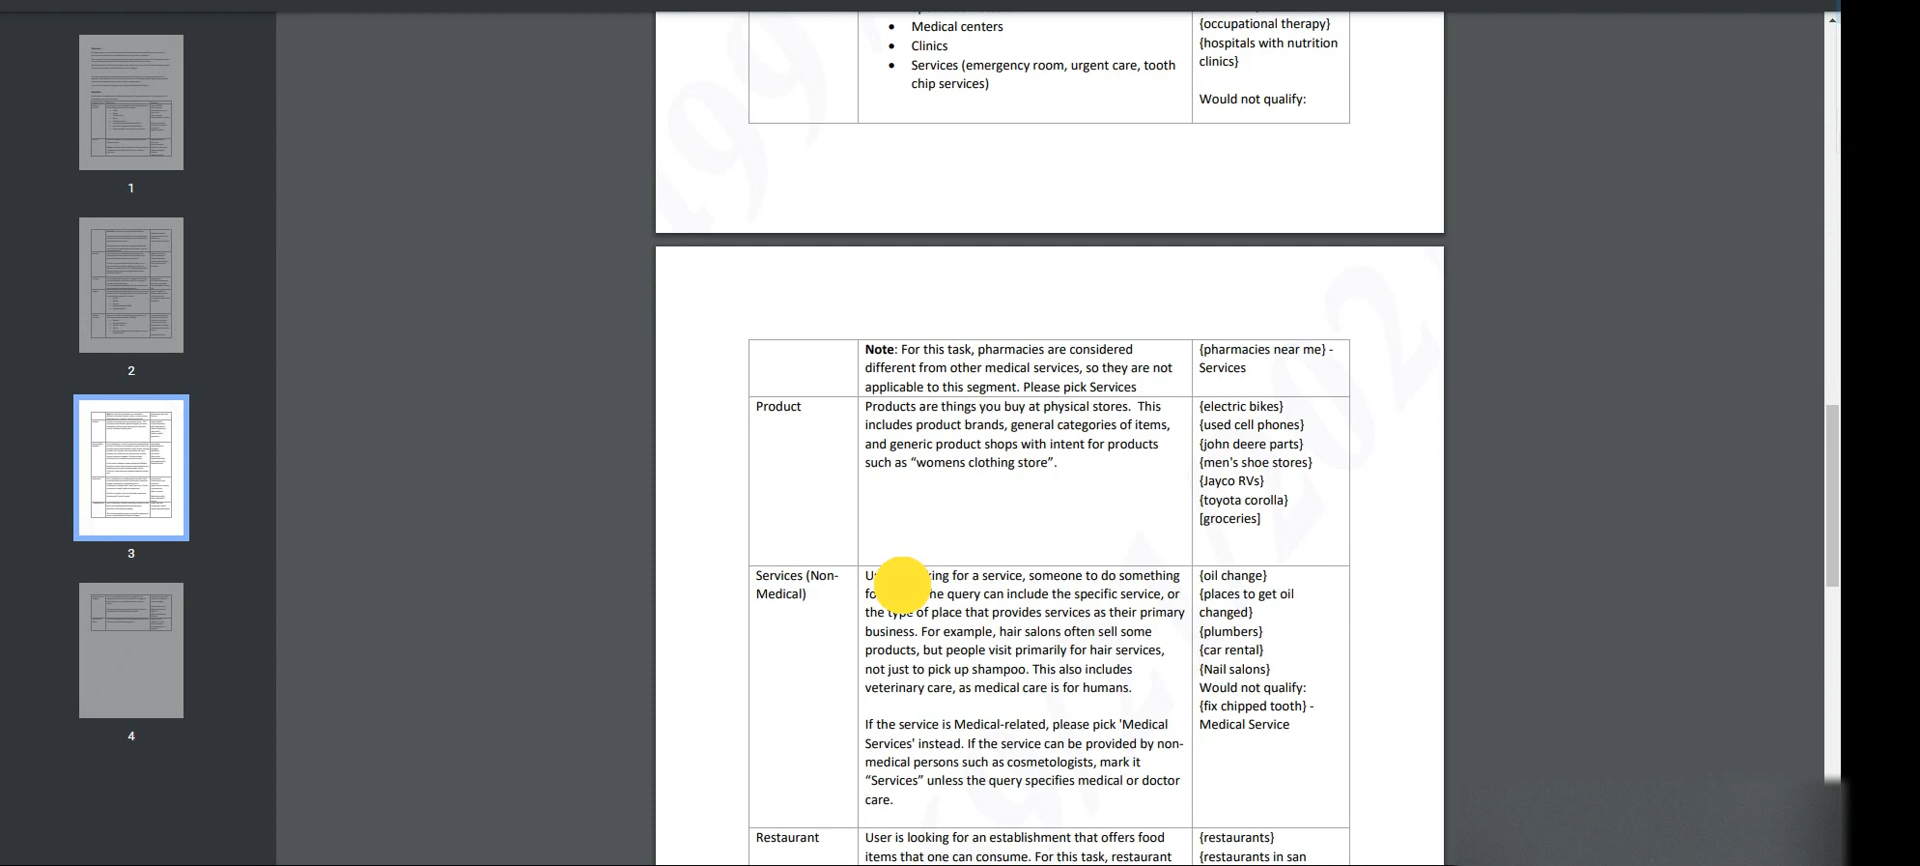 Medical centers
Clinics
Services (emergency room, urgent care, tooth
chip services)
{occupational therapy}
{hospitals with nutrition
clinics}
Would not qualify:
1
2
3
4
Note: For this task, pharmacies are considered
different from other medical services, so they are not
applicable to this segment. Please pick Services
{pharmacies near me} -
Services
Product
Products are things you buy at physical stores. This
includes product brands, general categories of items,
and generic product shops with intent for products
such as “womens clothing store”.
{electric bikes}
{used cell phones}
{john deere parts}
{men's shoe stores}
{Jayco RVs}
{toyota corolla}
[groceries]
Services (Non-
Medical)
for a service, someone to do something
query can include the specific service, or
the type of place that provides services as their primary
business. For example, hair salons often sell some
products, but people visit primarily for hair services,
not just to pick up shampoo. This also includes
veterinary care, as medical care is for humans.
If the service is Medical-related, please pick 'Medical
Services' instead. If the service can be provided by non-
medical persons such as cosmetologists, mark it
“Services” unless the query specifies medical or doctor
care.
{oil change}
{places to get oil
changed}
{plumbers}
{car rental}
{Nail salons}
Would not qualify:
{fix chipped tooth} -
Medical Service
Restaurant
User is looking for an establishment that offers food
items that one can consume. For this task, restaurant
{restaurants}
{restaurants in san